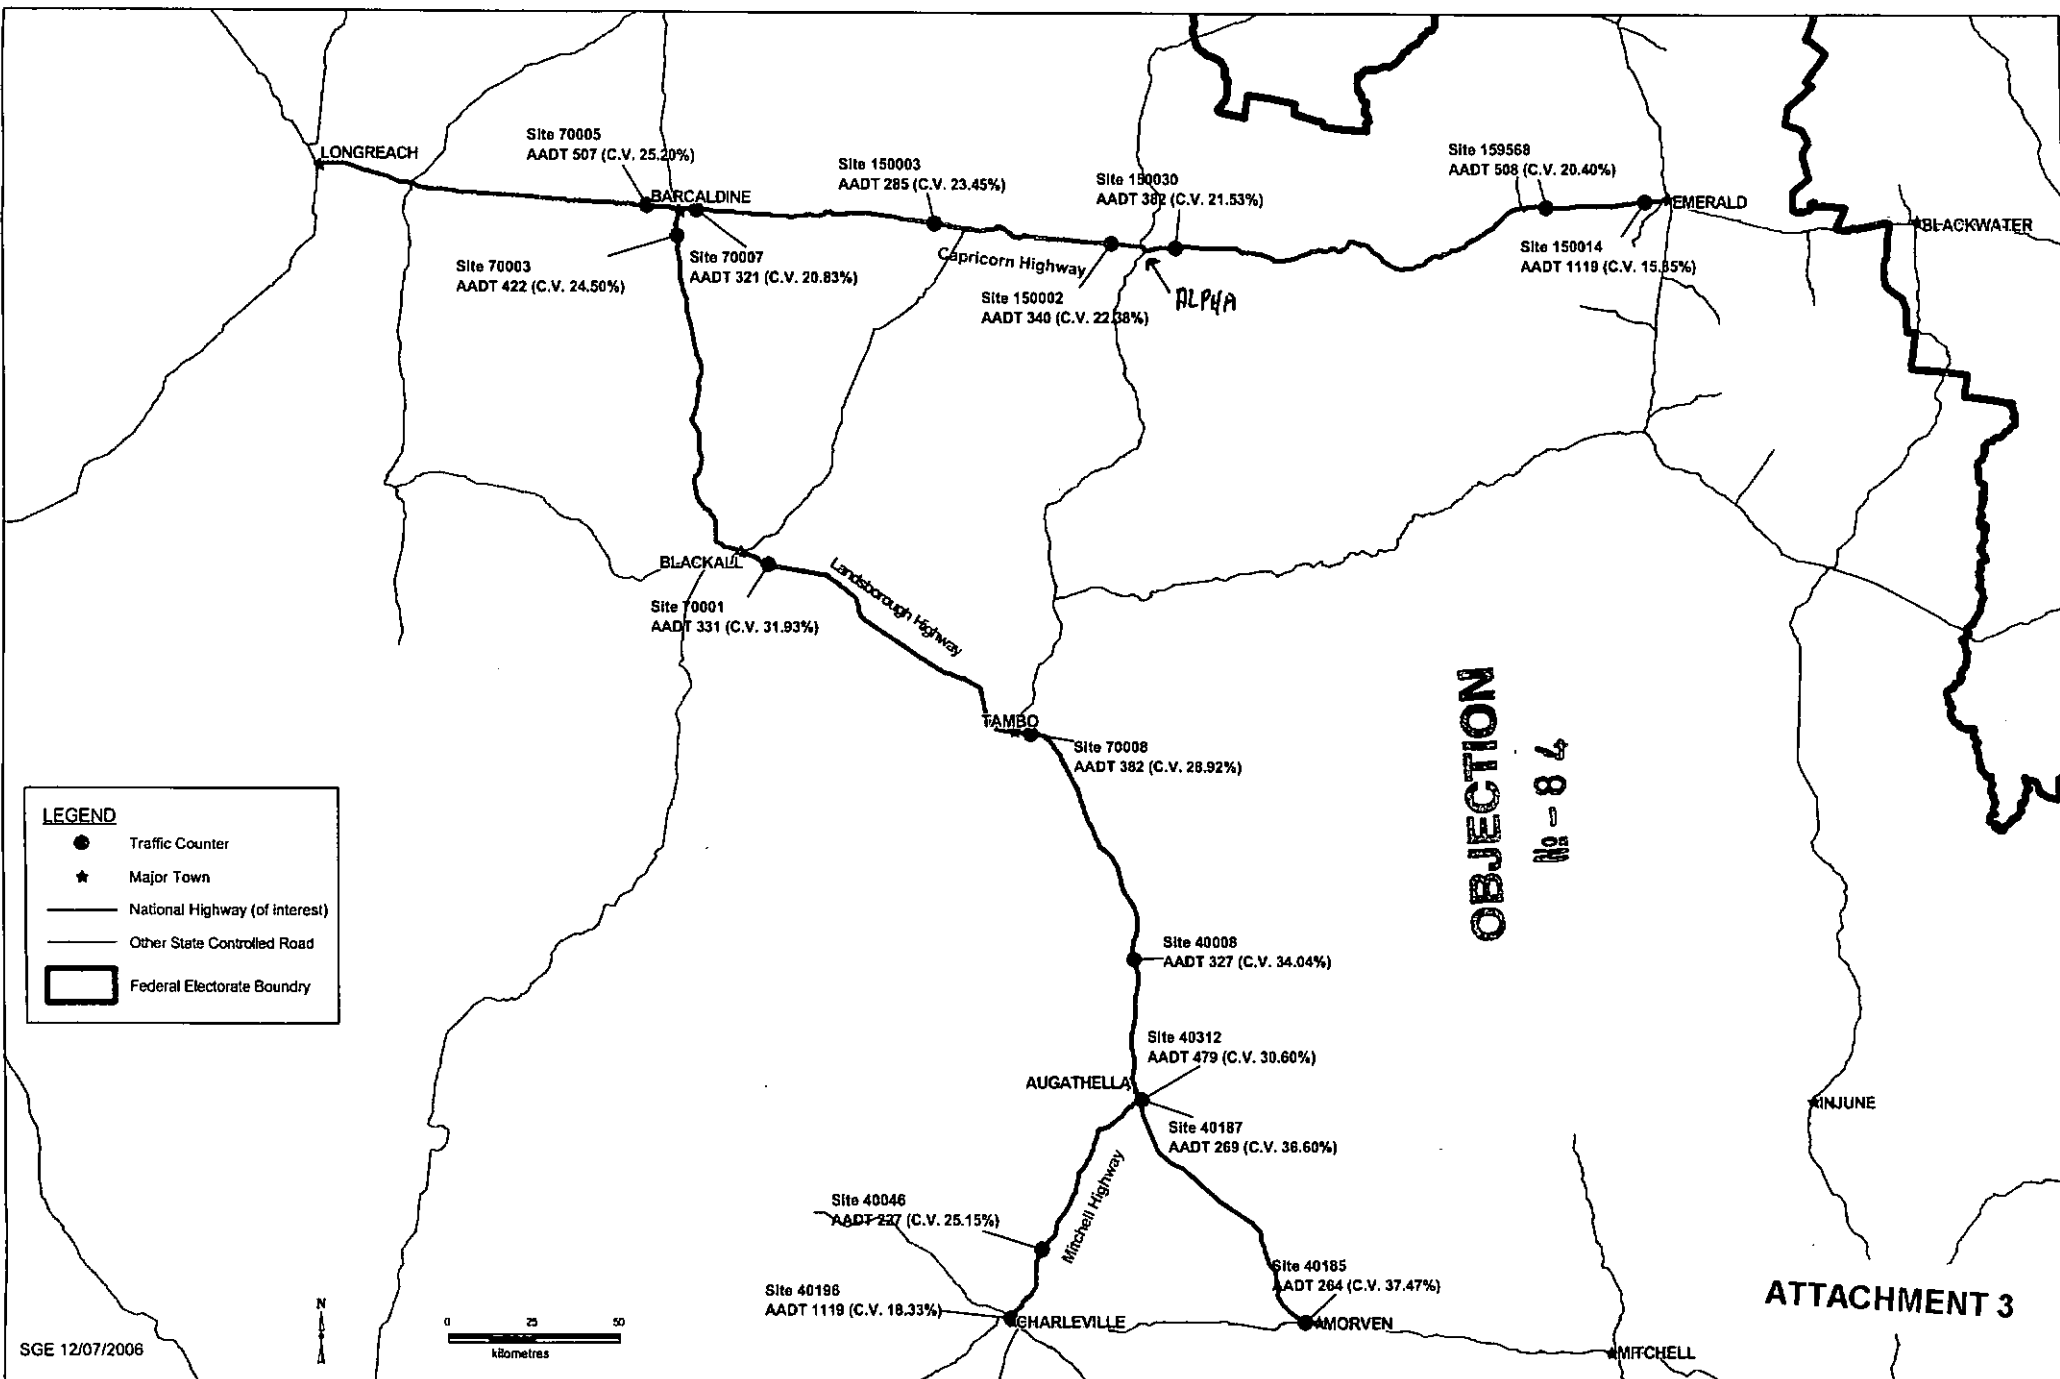 LONGREACH
Site 70005
AADT 507 (C.V. 25.20%)
BARCALDINE
Site 150003
AADT 285 (C.V. 23.45%)
Site 150030
AADT 382 (C.V. 21.53%)
Site 159568
AADT 508 (C.V. 20.40%)
EMERALD
BLACKWATER
Site 70003
AADT 422 (C.V. 24.50%)
Site 70007
AADT 321 (C.V. 20.83%)
Capricorn Highway
Site 150002
AADT 340 (C.V. 22.38%)
ALPHA
Site 150014
AADT 1119 (C.V. 15.85%)
BLACKALL
Site 70001
AADT 331 (C.V. 31.93%)
Landsborough Highway
TAMBO
Site 70008
AADT 382 (C.V. 28.92%)
OBJECTION
No - 84
LEGEND
Traffic Counter
Major Town
National Highway (of interest)
Other State Controlled Road
Federal Electorate Boundry
Site 40008
AADT 327 (C.V. 34.04%)
Site 40312
AADT 479 (C.V. 30.60%)
AUGATHELLA
Site 40187
AADT 269 (C.V. 36.60%)
INJUNE
Mitchell Highway
Site 40046
AADT 227 (C.V. 25.15%)
Site 40196
AADT 1119 (C.V. 18.33%)
CHARLEVILLE
Site 40185
AADT 264 (C.V. 37.47%)
MORVEN
MITCHELL
ATTACHMENT 3
SGE 12/07/2006
N
0 25 50
kilometres